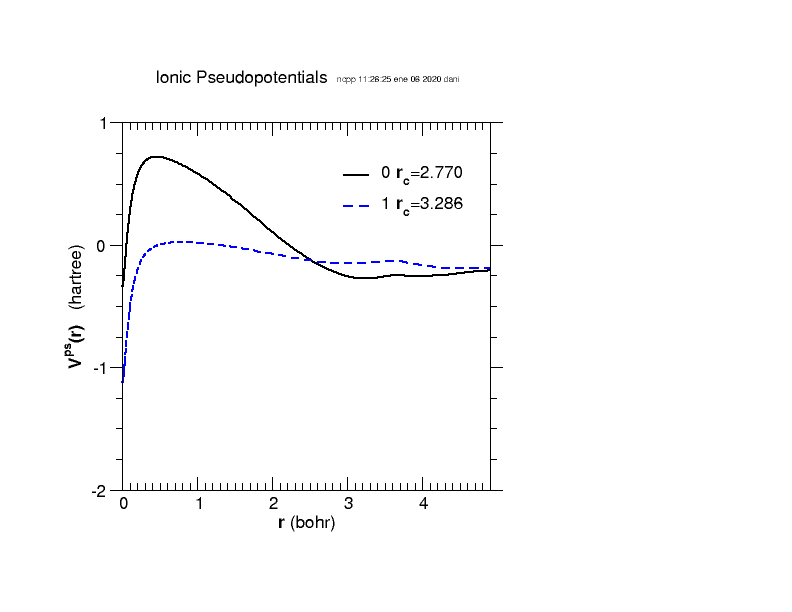 Ionic Pseudopotentials ncpp 11:26:25 ene 06 2020 dani
1
0 rc=2.770
1 rc=3.286
0
Vps(r) (hartree)
-1
-2
0 1 2 3 4
r (bohr)